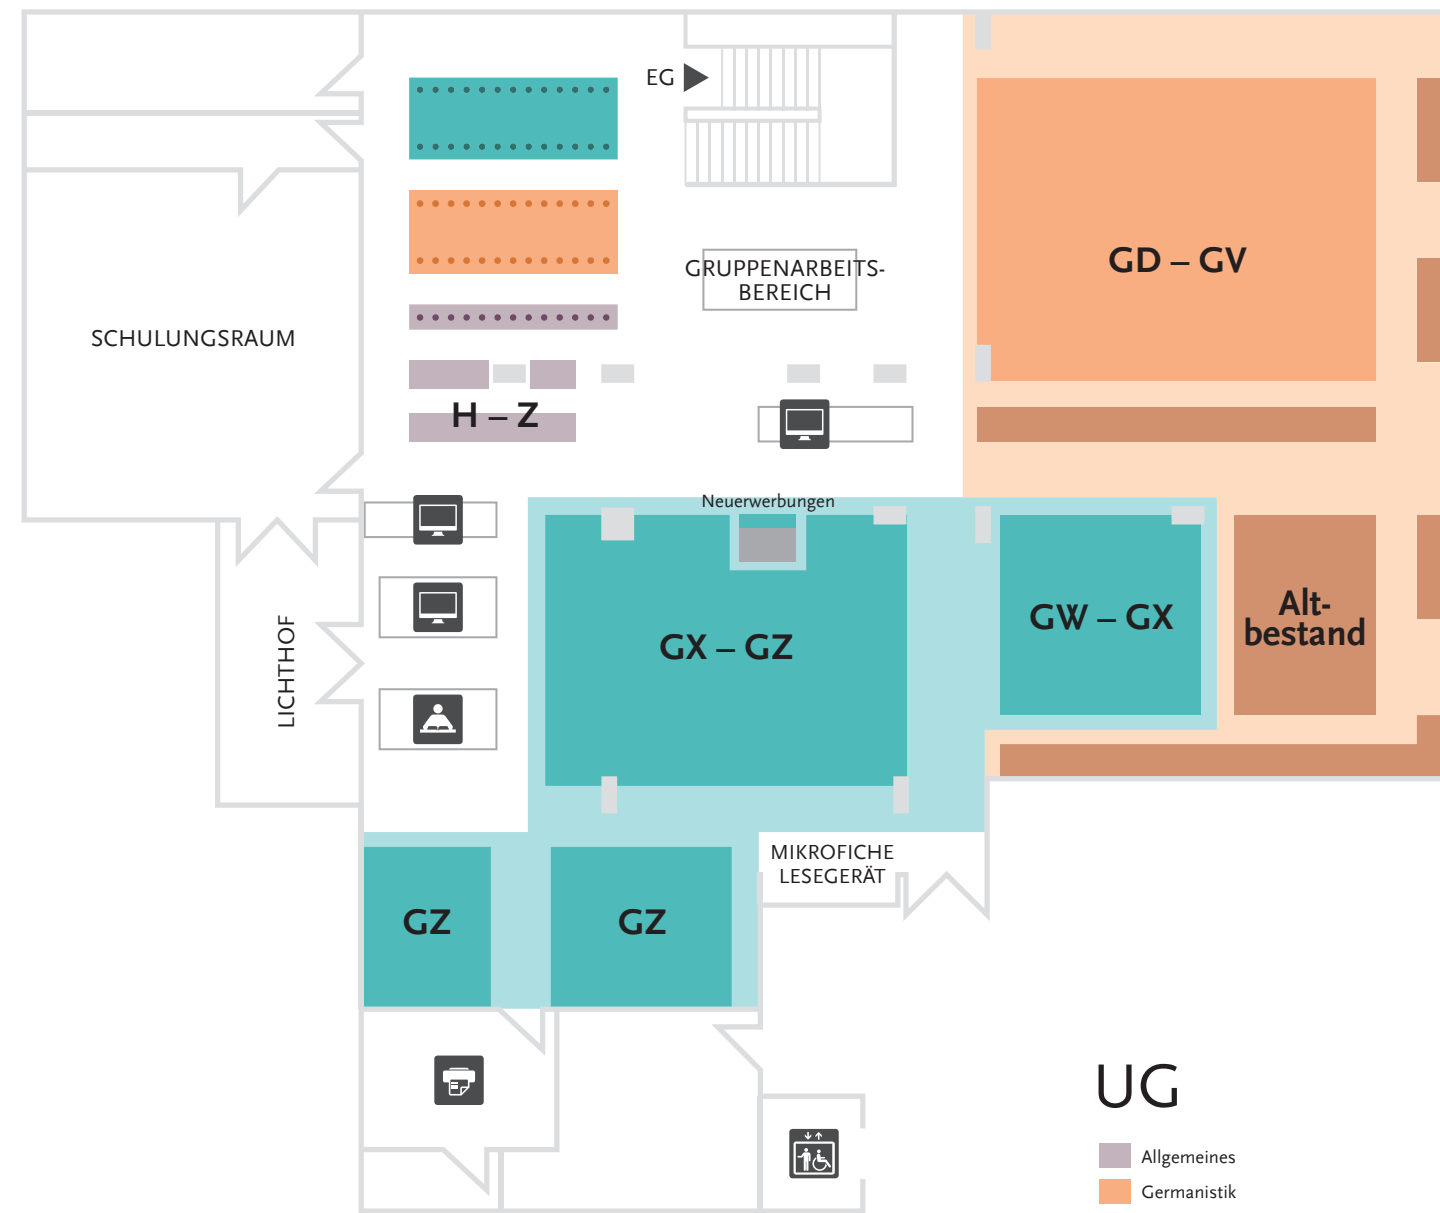 EG
GRUPPENARBEITS-
BEREICH
GD – GV
SCHULUNGSRAUM
H – Z
Neuerwerbungen
LICHTHOF
GX – GZ
GW – GX
Alt-
bestand
MIKROFICHE
LESEGERÄT
GZ
GZ
UG
Allgemeines
Germanistik